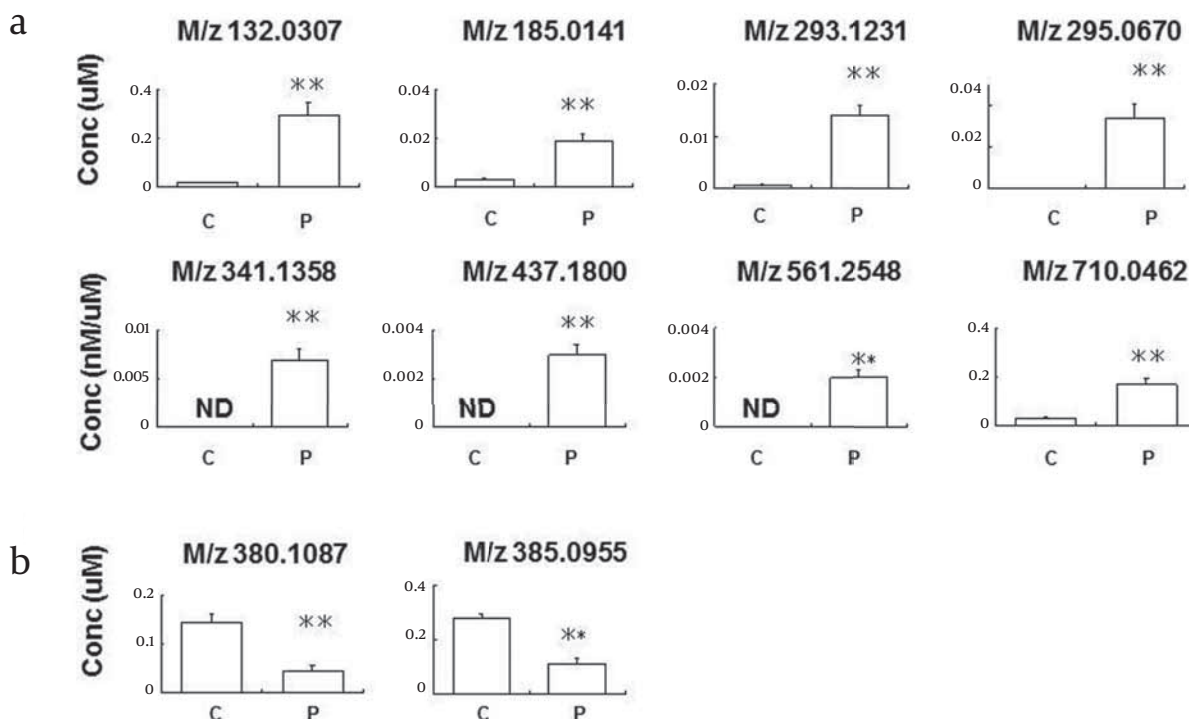 a
M/z 132.0307 M/z 185.0141 M/z 293.1231 M/z 295.0670
Conc (uM)
0.4 0.2 0 ** C P
0.04 0.02 0 ** C P
0.02 0.01 0 ** C P
0.04 0.02 0 ** C P
M/z 341.1358 M/z 437.1800 M/z 561.2548 M/z 710.0462
Conc (nM/uM)
0.01 0.005 0 ND ** C P
0.004 0.002 0 ND ** C P
0.004 0.002 0 ND ** C P
0.4 0.2 0 ** C P
b
M/z 380.1087 M/z 385.0955
Conc (uM)
0.2 0.1 0 ** C P
0.4 0.2 0 ** C P